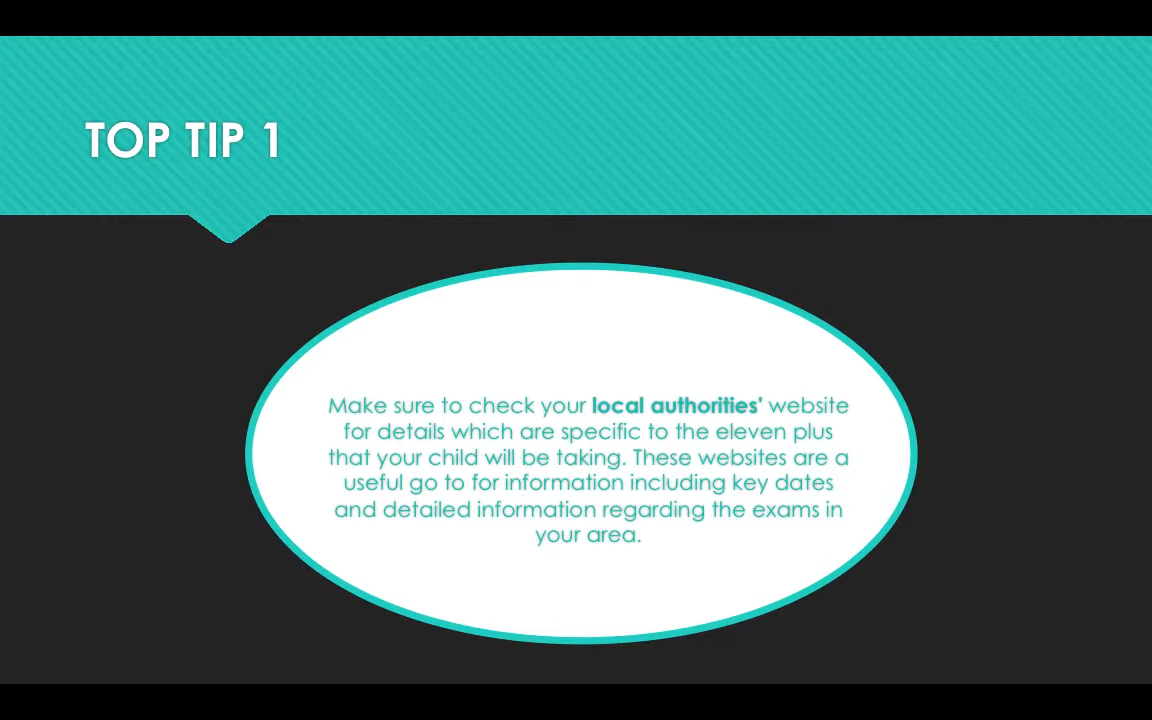 TOP TIP 1
Make sure to check your local authorities' website
for details which are specific to the eleven plus
that your child will be taking. These websites are a
useful go to for information including key dates
and detailed information regarding the exams in
your area.